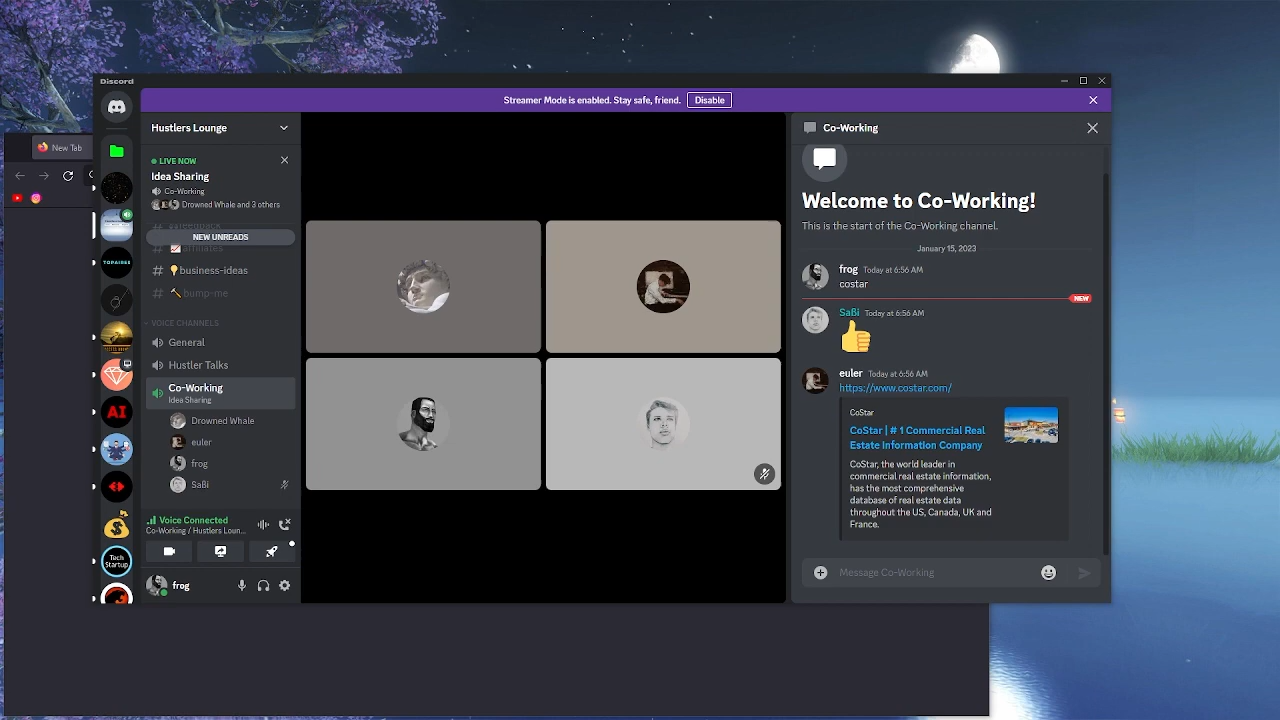 Discord
Streamer Mode is enabled. Stay safe, friend.
Disable
New Tab
Hustlers Lounge
LIVE NOW
Idea Sharing
Co-Working
Drowned Whale and 3 others
NEW UNREADS
affiliates
business-ideas
bump-me
VOICE CHANNELS
General
Hustler Talks
Co-Working
Idea Sharing
Drowned Whale
euler
frog
SaBi
Voice Connected
Co-Working / Hustlers Loun...
frog
TOPAIRES
AI
Tech
Startup
Co-Working
Welcome to Co-Working!
This is the start of the Co-Working channel.
January 15, 2023
frog Today at 6:56 AM
costar
NEW
SaBi Today at 6:56 AM
euler Today at 6:56 AM
https://www.costar.com/
CoStar
CoStar | # 1 Commercial Real
Estate Information Company
CoStar, the world leader in
commercial real estate information,
has the most comprehensive
database of real estate data
throughout the US, Canada, UK and
France.
Message Co-Working